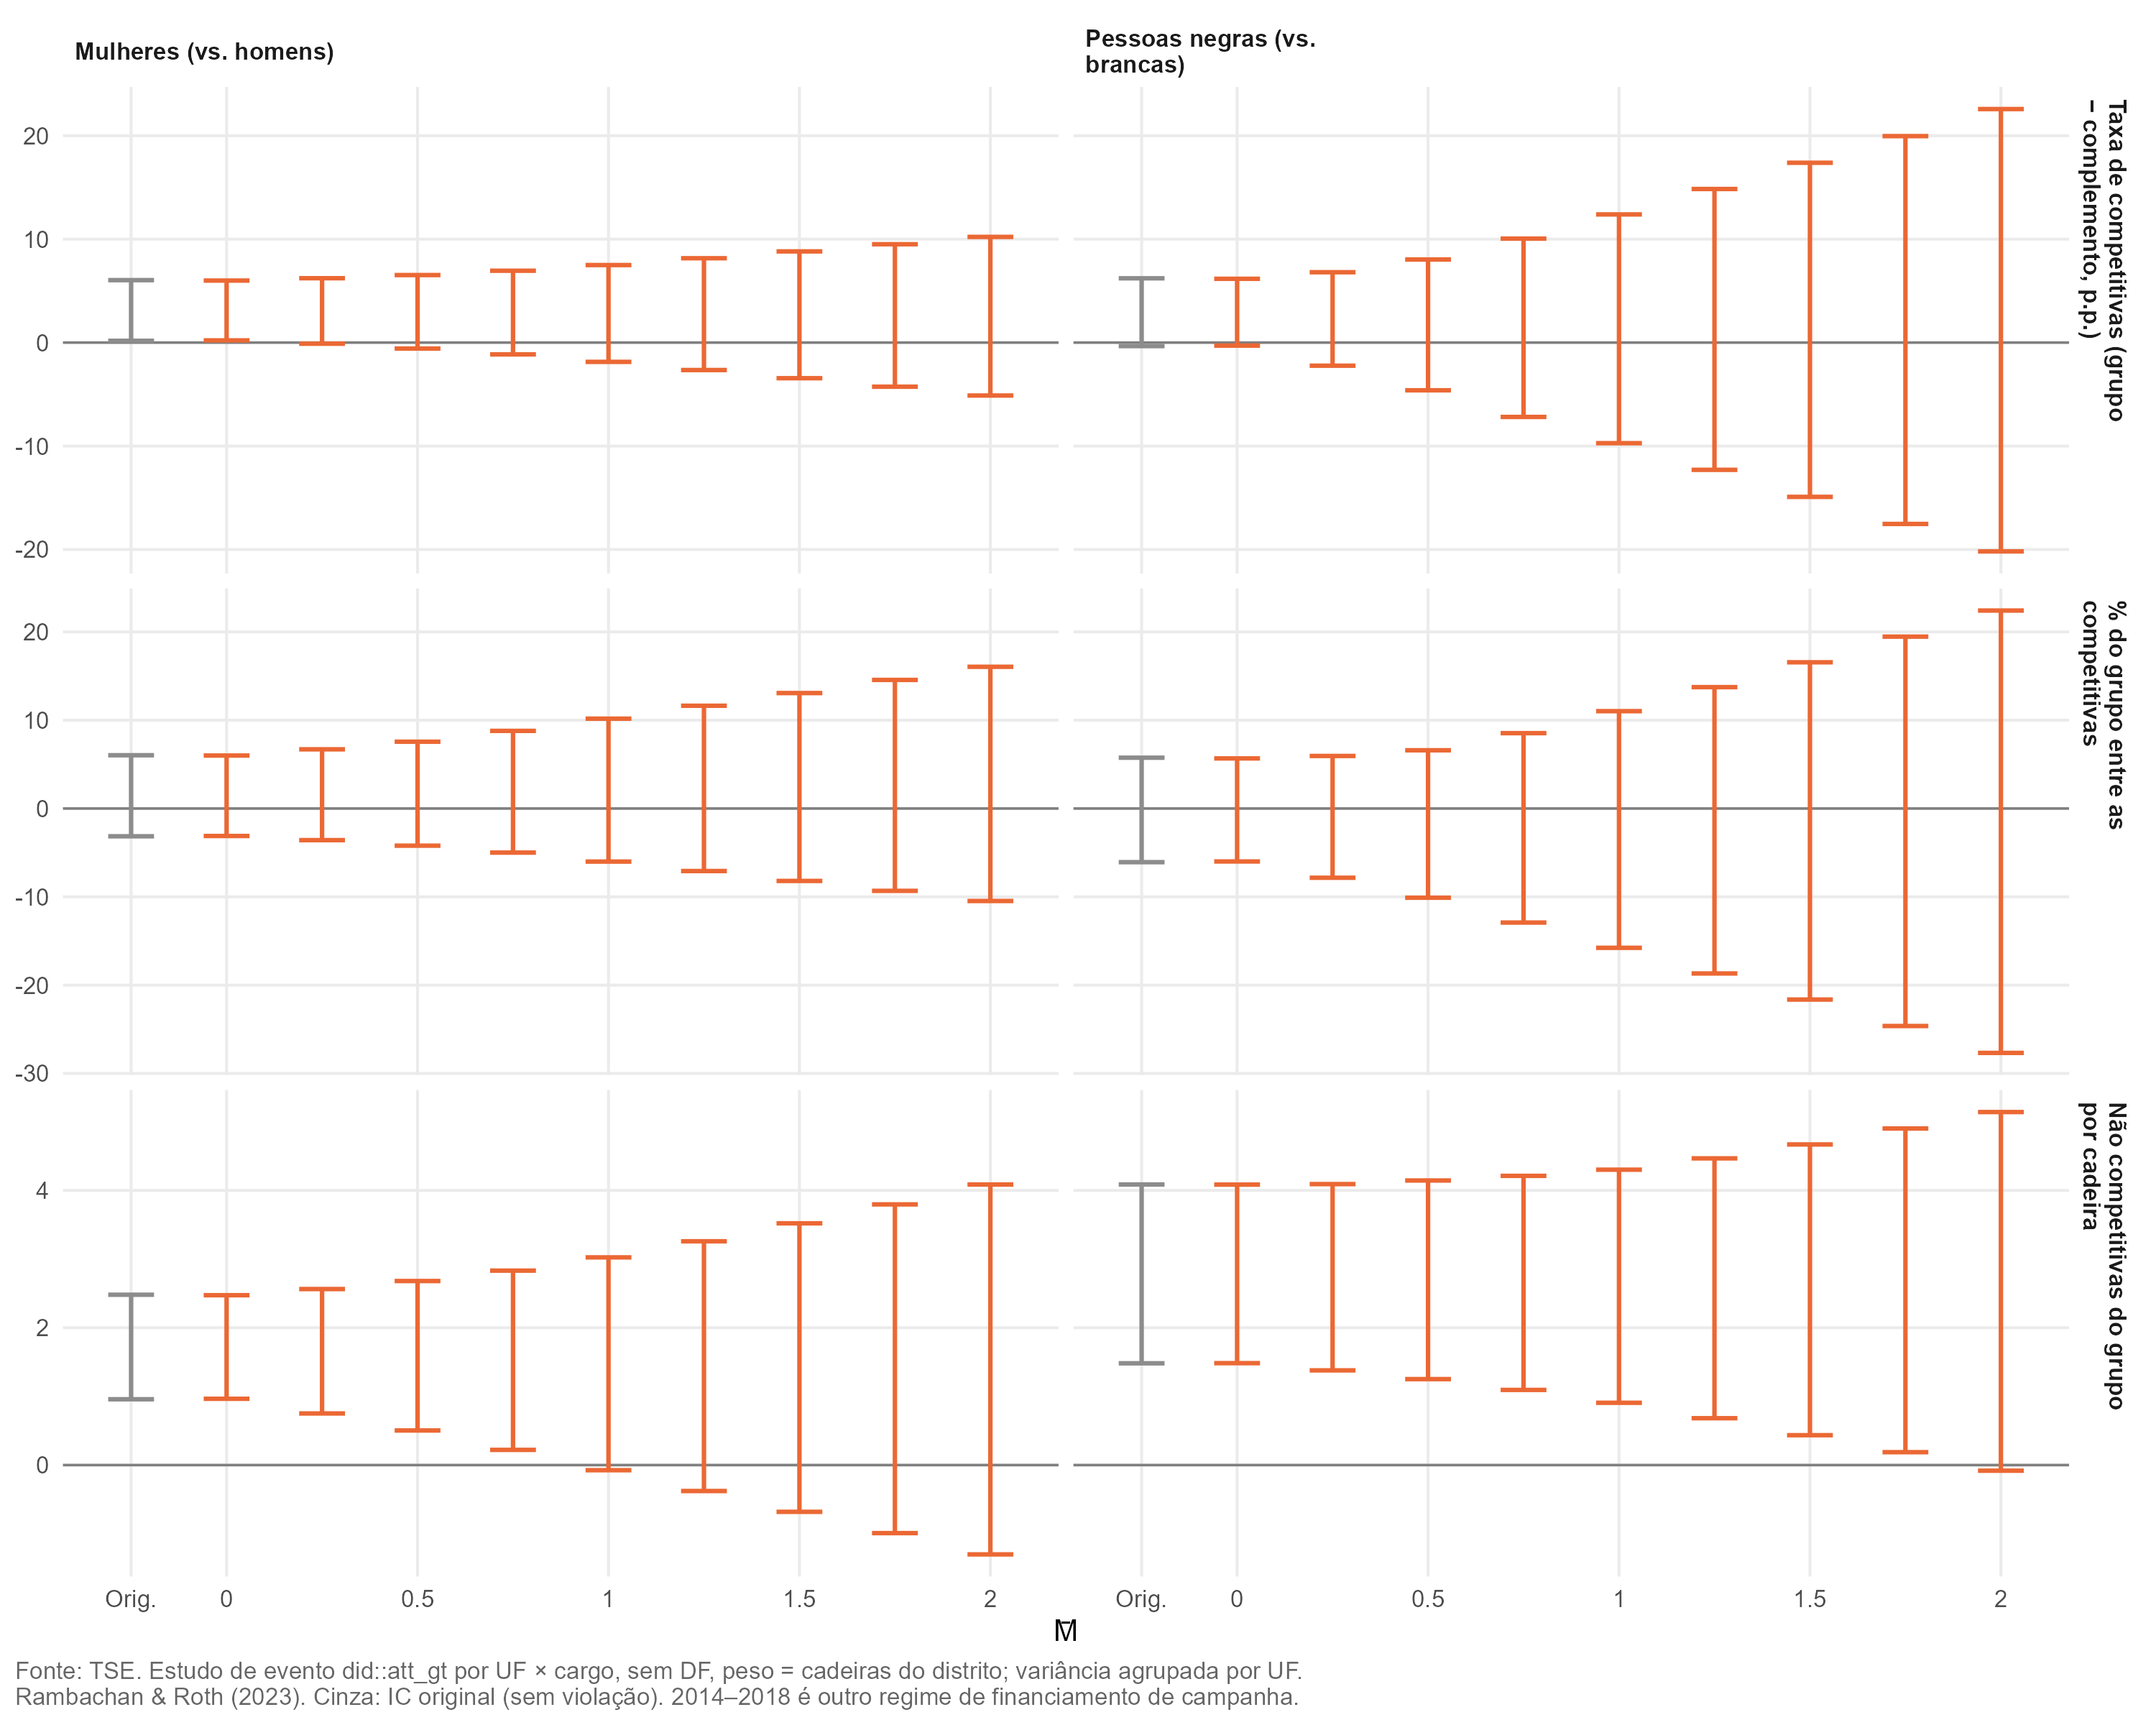 Mulheres (vs. homens)
Pessoas negras (vs.
brancas)
20
10
0
-10
-20
Taxa de competitivas (grupo
− complemento, p.p.)
20
10
0
-10
-20
-30
% do grupo entre as
competitivas
4
2
0
Não competitivas do grupo
por cadeira
Orig. 0 0.5 1 1.5 2
Orig. 0 0.5 1 1.5 2
M̄
Fonte: TSE. Estudo de evento did::att_gt por UF × cargo, sem DF, peso = cadeiras do distrito; variância agrupada por UF.
Rambachan & Roth (2023). Cinza: IC original (sem violação). 2014–2018 é outro regime de financiamento de campanha.